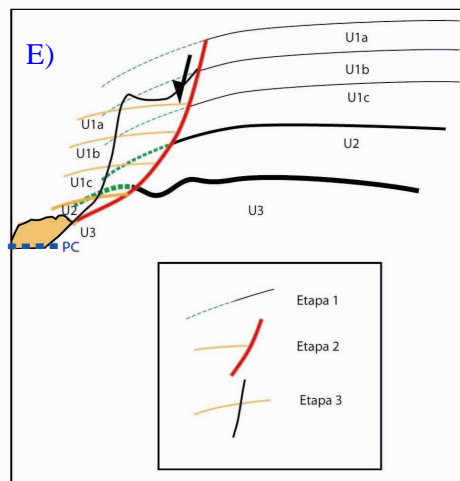 E)
U1a
U1b
U1c
U2
U3
U1a
U1b
U1c
U2
U3
PC
Etapa 1
Etapa 2
Etapa 3